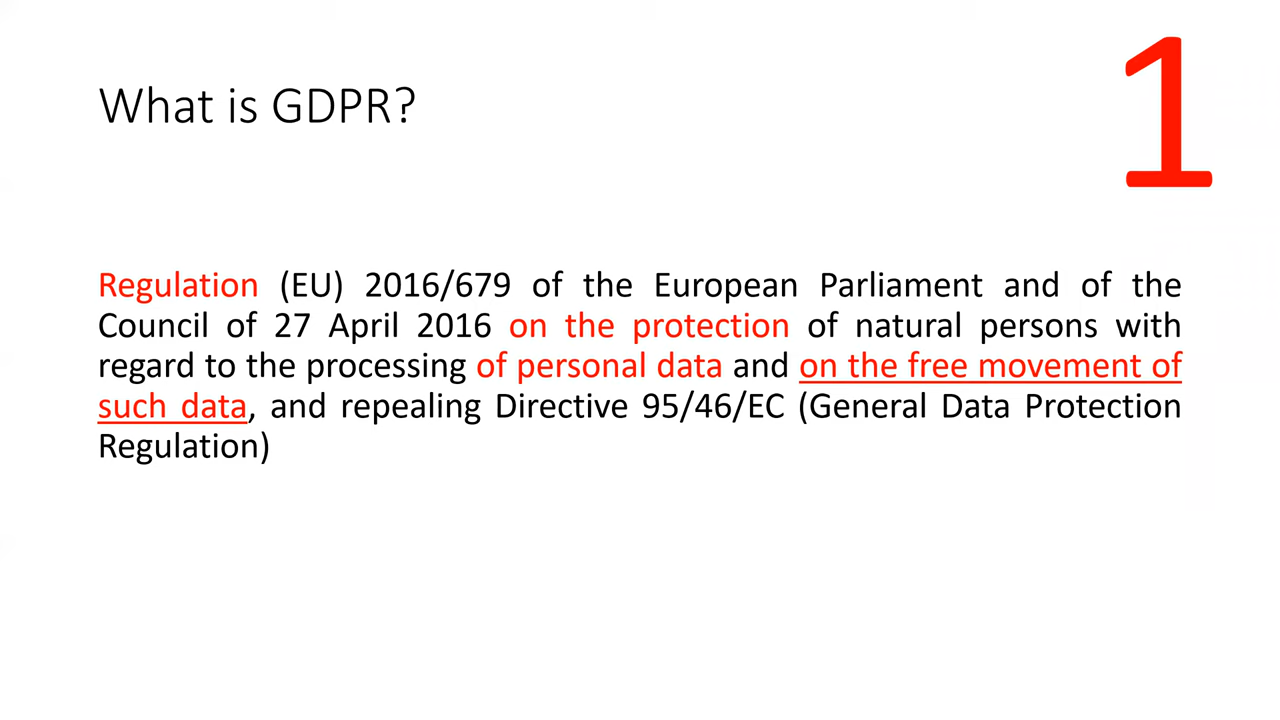 What is GDPR?
1
Regulation (EU) 2016/679 of the European Parliament and of the
Council of 27 April 2016 on the protection of natural persons with
regard to the processing of personal data and on the free movement of
such data, and repealing Directive 95/46/EC (General Data Protection
Regulation)